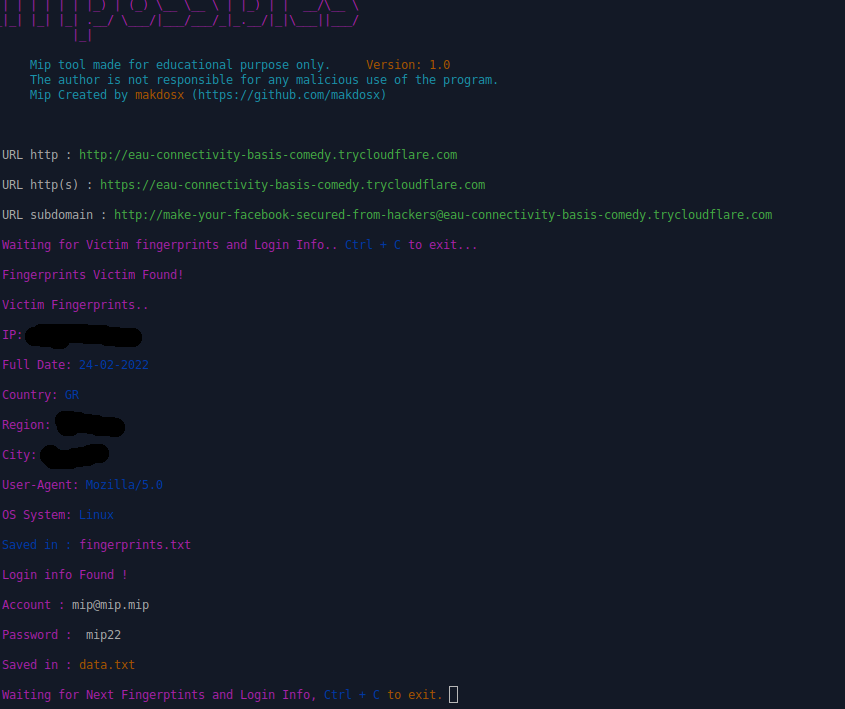 Mip tool made for educational purpose only. Version: 1.0
The author is not responsible for any malicious use of the program.
Mip Created by makdosx (https://github.com/makdosx)
URL http : http://eau-connectivity-basis-comedy.trycloudflare.com
URL http(s) : https://eau-connectivity-basis-comedy.trycloudflare.com
URL subdomain : http://make-your-facebook-secured-from-hackers@eau-connectivity-basis-comedy.trycloudflare.com
Waiting for Victim fingerprints and Login Info.. Ctrl + C to exit...
Fingerprints Victim Found!
Victim Fingerprints..
IP:
Full Date: 24-02-2022
Country: GR
Region:
City:
User-Agent: Mozilla/5.0
OS System: Linux
Saved in : fingerprints.txt
Login info Found !
Account : mip@mip.mip
Password : mip22
Saved in : data.txt
Waiting for Next Fingerptints and Login Info, Ctrl + C to exit.